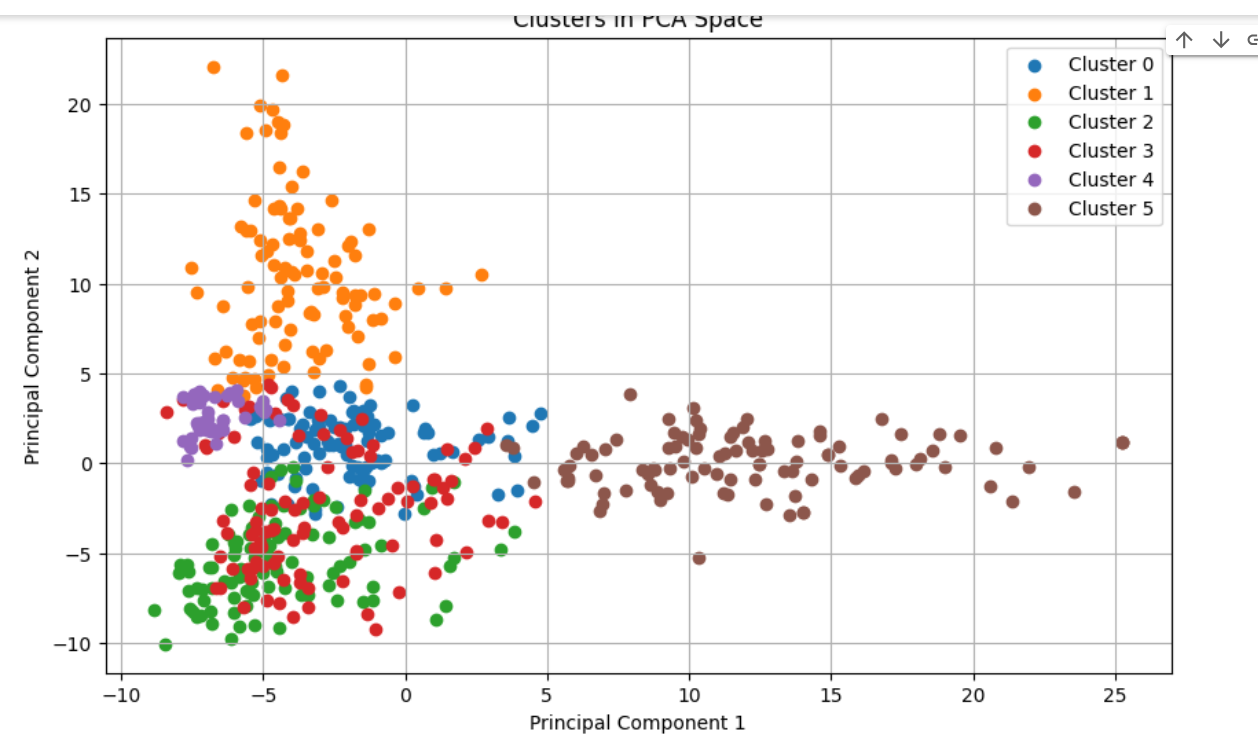 Clusters in PCA Space
Cluster 0
Cluster 1
Cluster 2
Cluster 3
Cluster 4
Cluster 5
20
15
10
5
0
−5
−10
Principal Component 2
−10 −5 0 5 10 15 20 25
Principal Component 1